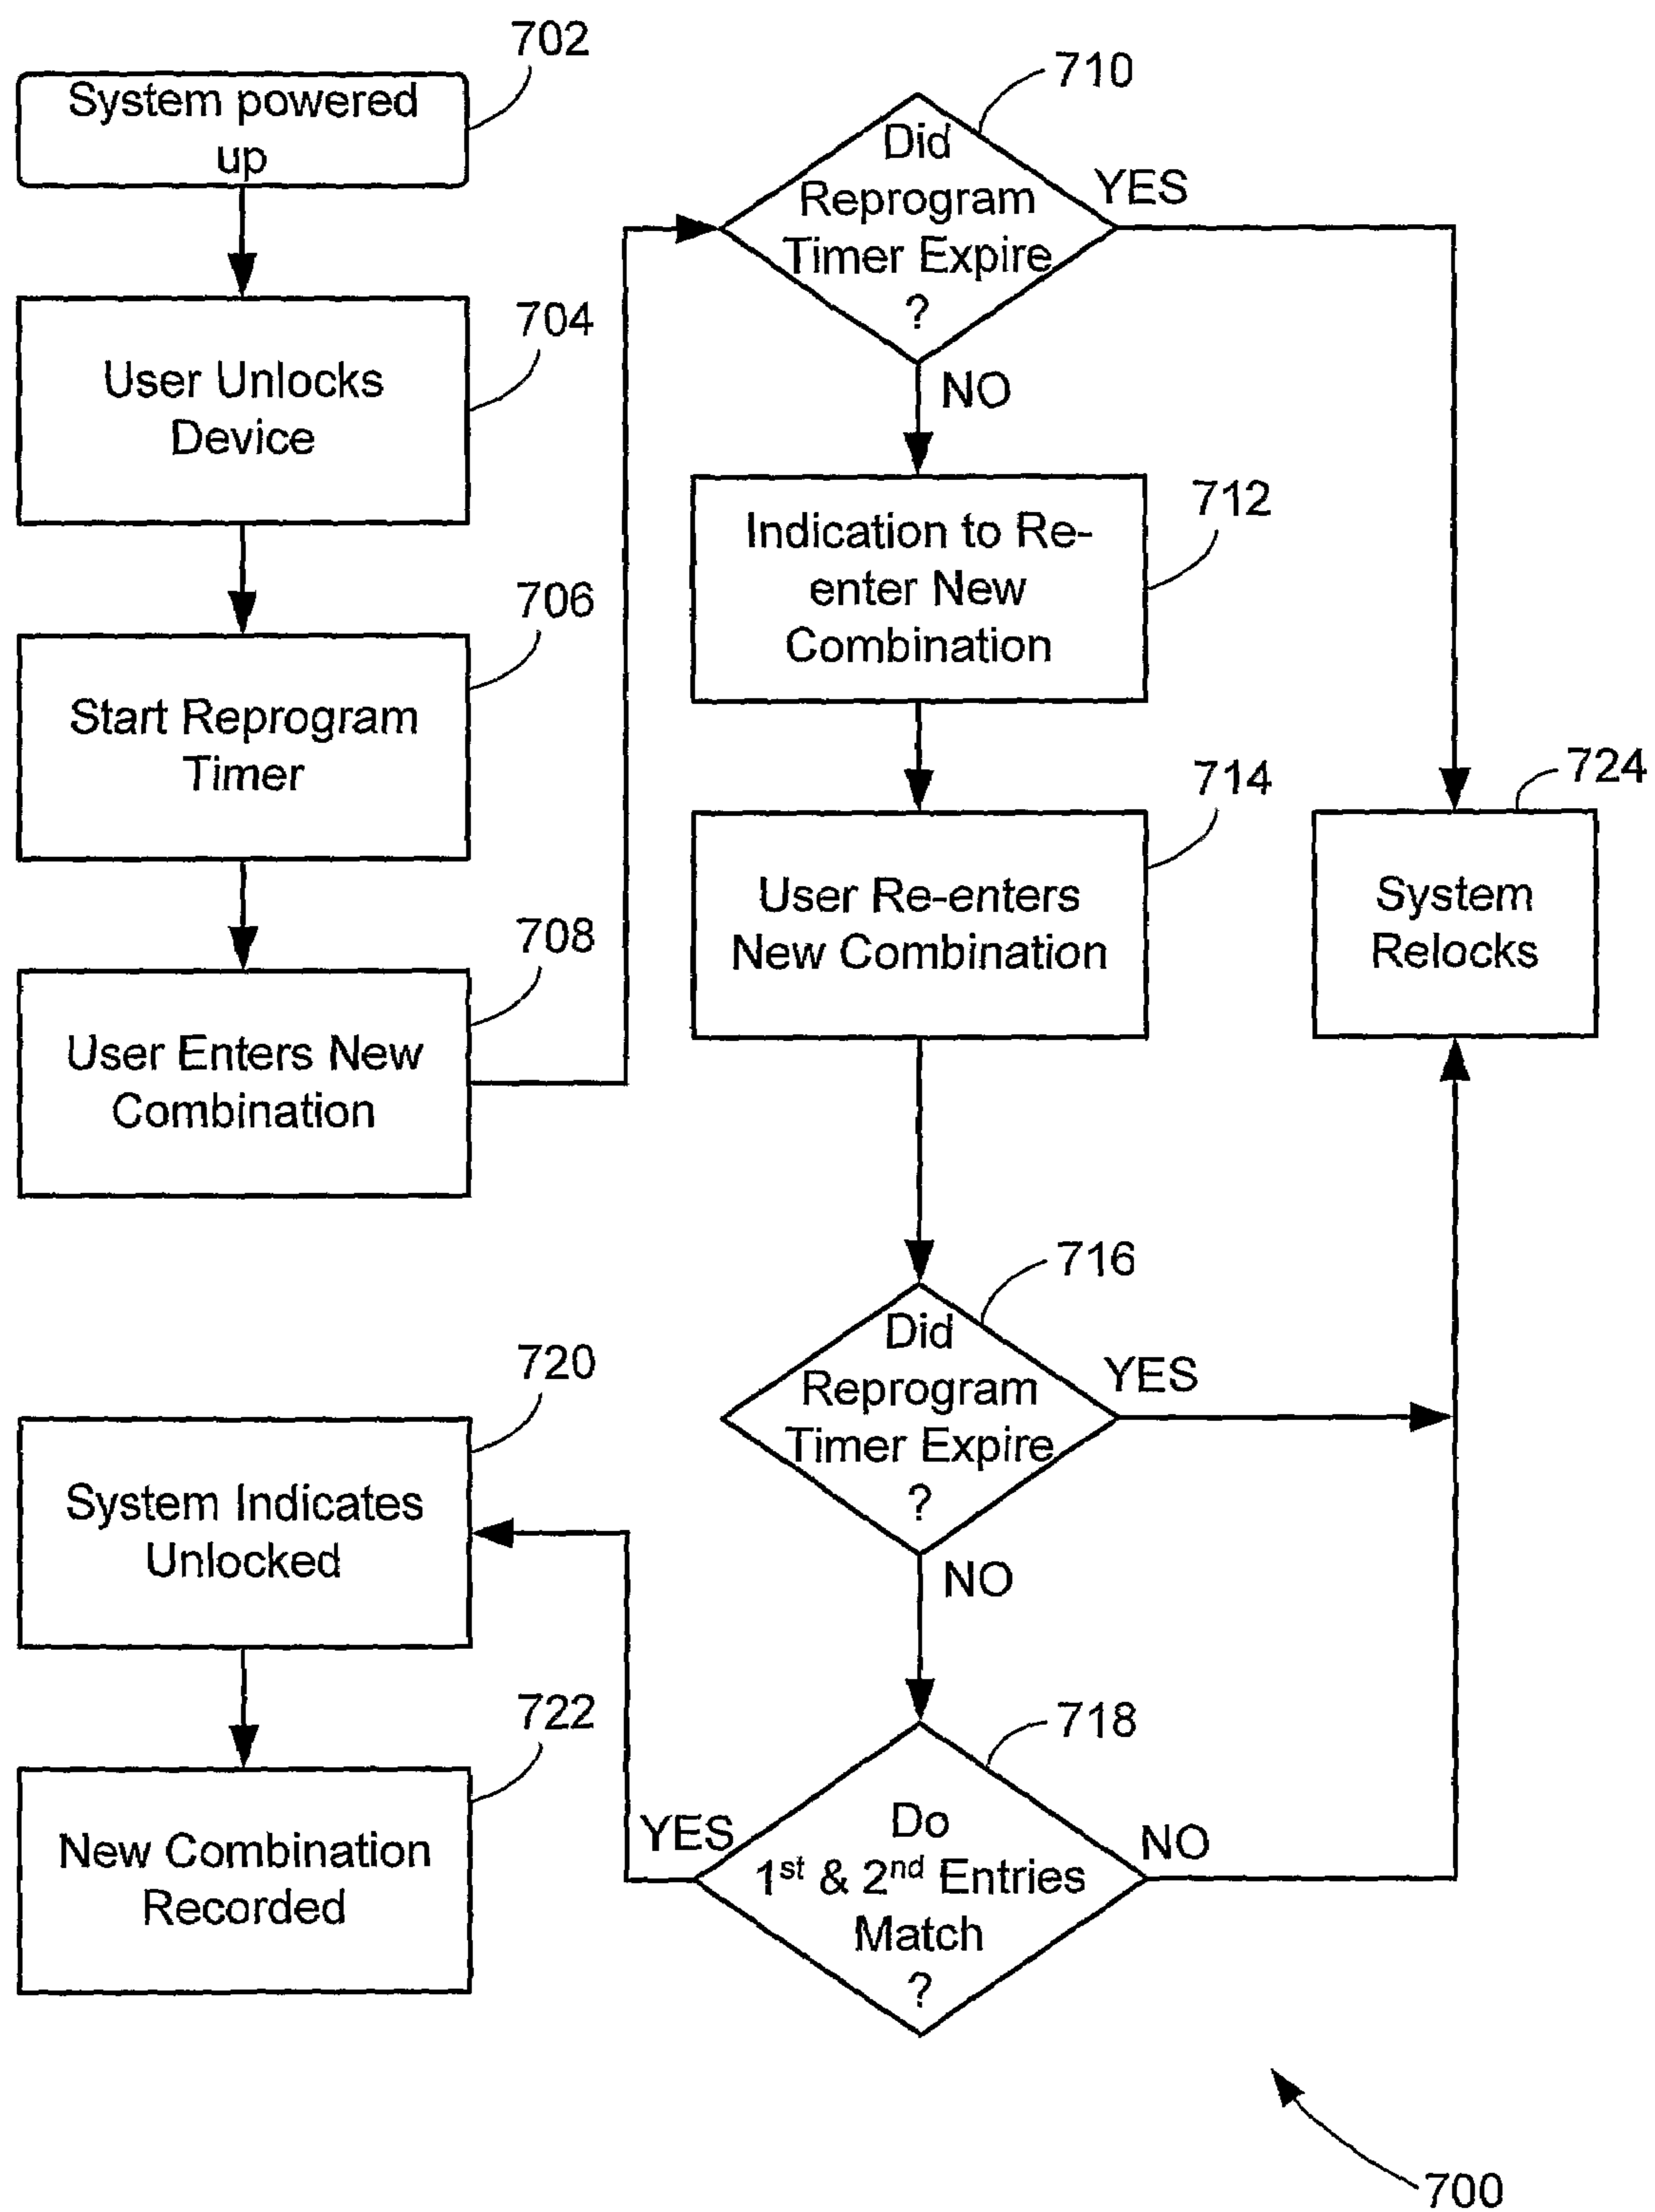 702
System powered
up
704
User Unlocks
Device
706
Start Reprogram
Timer
708
User Enters New
Combination
710
Did
Reprogram
Timer Expire
?
YES
NO
712
Indication to Re-
enter New
Combination
714
User Re-enters
New Combination
716
Did
Reprogram
Timer Expire
?
YES
NO
718
Do
1st & 2nd Entries
Match
?
YES
NO
720
System Indicates
Unlocked
722
New Combination
Recorded
724
System
Relocks
700